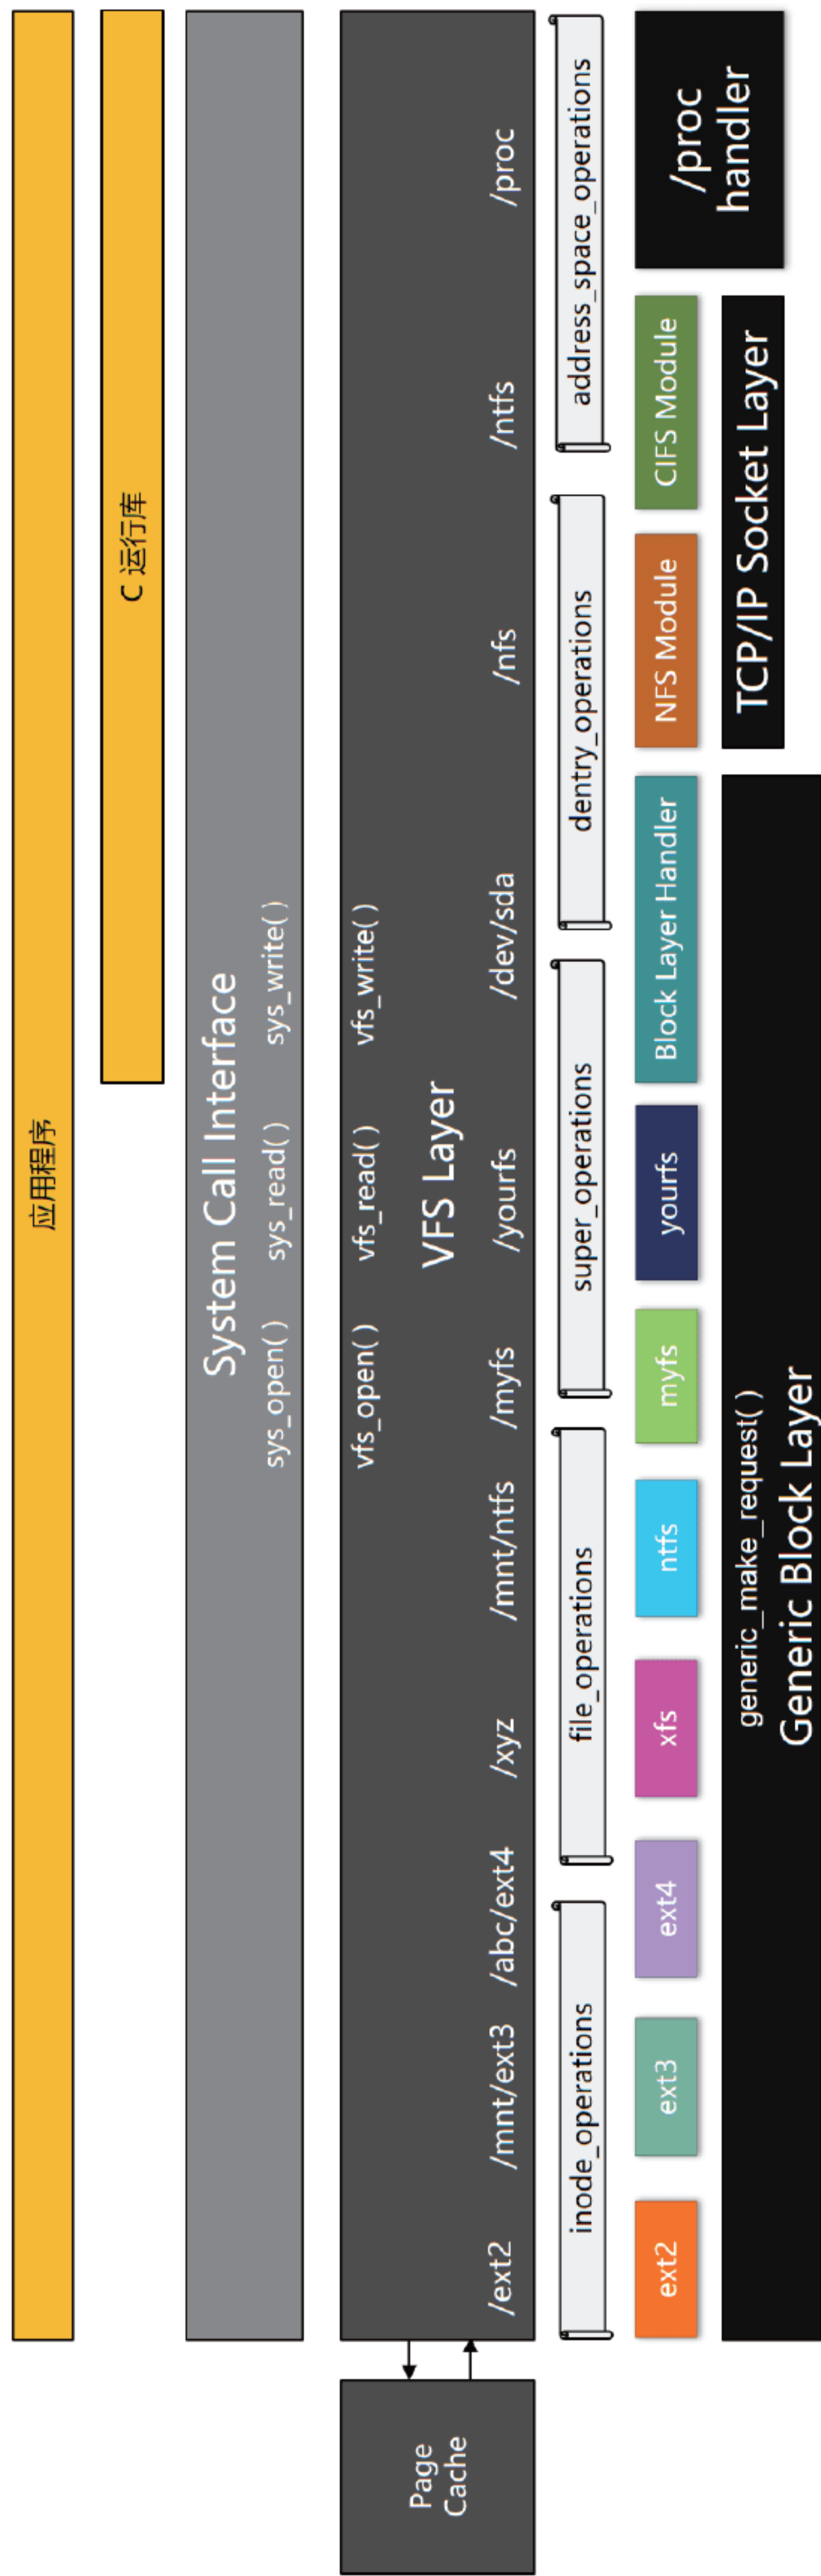 应用程序
C 运行库
System Call Interface
sys_open( ) sys_read( ) sys_write( )
vfs_open( ) vfs_read( ) vfs_write( )
VFS Layer
/ext2 /mnt/ext3 /abc/ext4 /xyz /mnt/ntfs /myfs /yourfs /dev/sda /nfs /ntfs /proc
Page
Cache
inode_operations file_operations super_operations dentry_operations address_space_operations
ext2 ext3 ext4 xfs ntfs myfs yourfs Block Layer Handler NFS Module CIFS Module
/proc
handler
generic_make_request( )
Generic Block Layer
TCP/IP Socket Layer